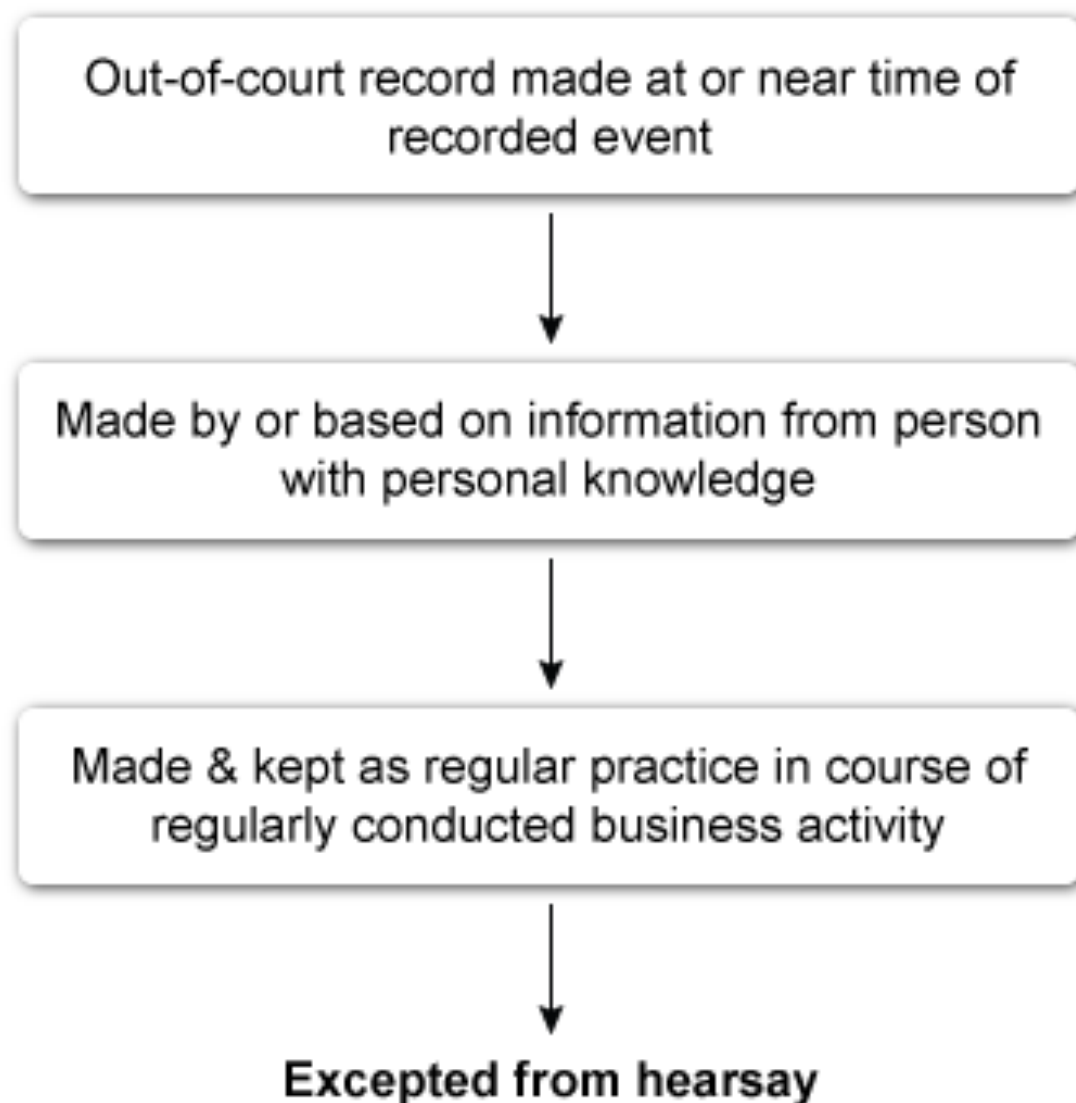 Out-of-court record made at or near time of
recorded event
Made by or based on information from person
with personal knowledge
Made & kept as regular practice in course of
regularly conducted business activity
Excepted from hearsay